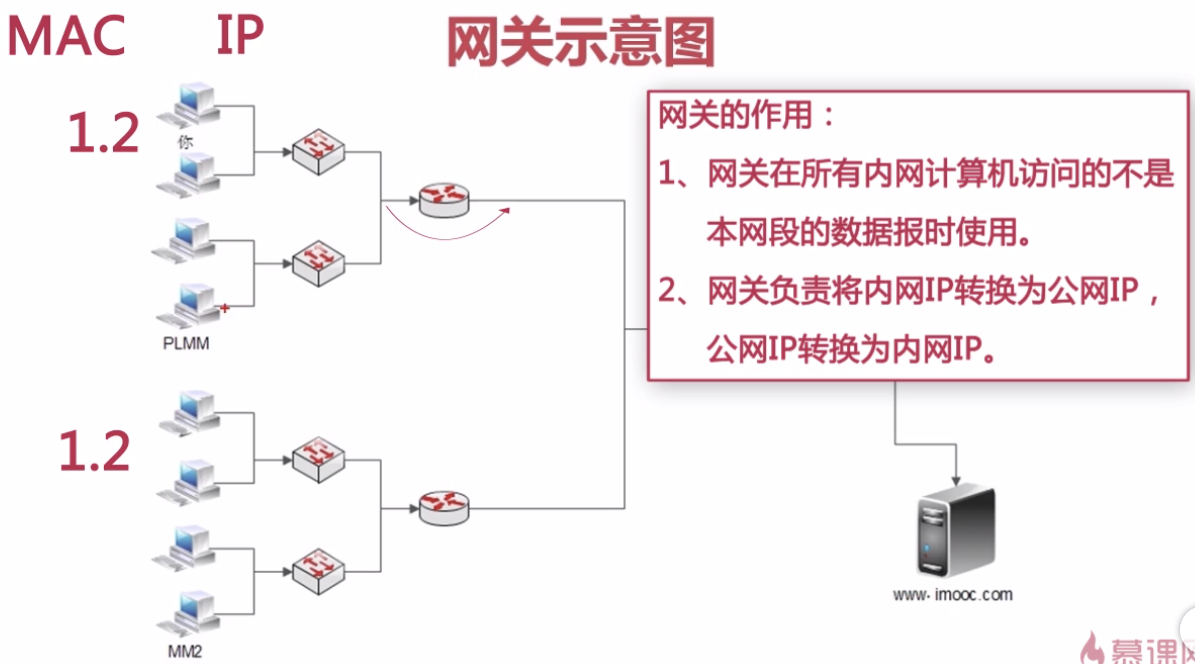 MAC IP 网关示意图
1.2
你
网关的作用：
1、网关在所有内网计算机访问的不是
本网段的数据报时使用。
2、网关负责将内网IP转换为公网IP，
公网IP转换为内网IP。
PLMM
1.2
www.imooc.com
MM2
慕课网